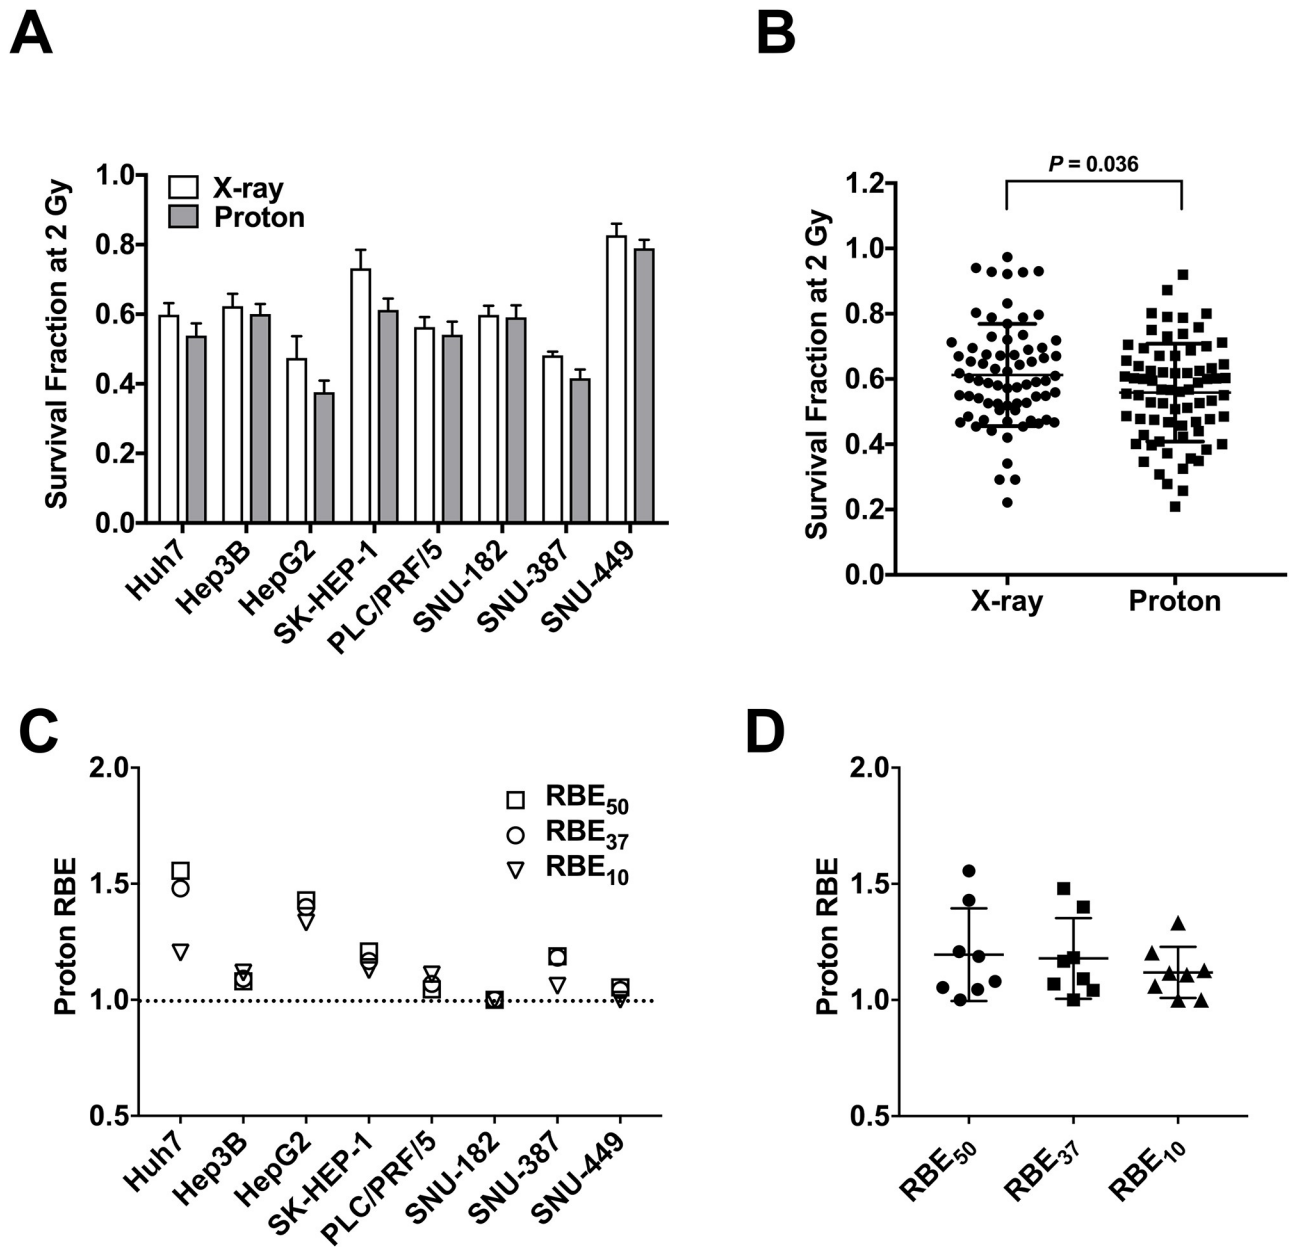 A
Survival Fraction at 2 Gy
1.0
0.8
0.6
0.4
0.2
0.0
X-ray
Proton
Huh7
Hep3B
HepG2
SK-HEP-1
PLC/PRF/5
SNU-182
SNU-387
SNU-449
B
Survival Fraction at 2 Gy
P = 0.036
1.2
1.0
0.8
0.6
0.4
0.2
0.0
X-ray
Proton
C
Proton RBE
2.0
1.5
1.0
0.5
RBE50
RBE37
RBE10
Huh7
Hep3B
HepG2
SK-HEP-1
PLC/PRF/5
SNU-182
SNU-387
SNU-449
D
Proton RBE
2.0
1.5
1.0
0.5
RBE50
RBE37
RBE10